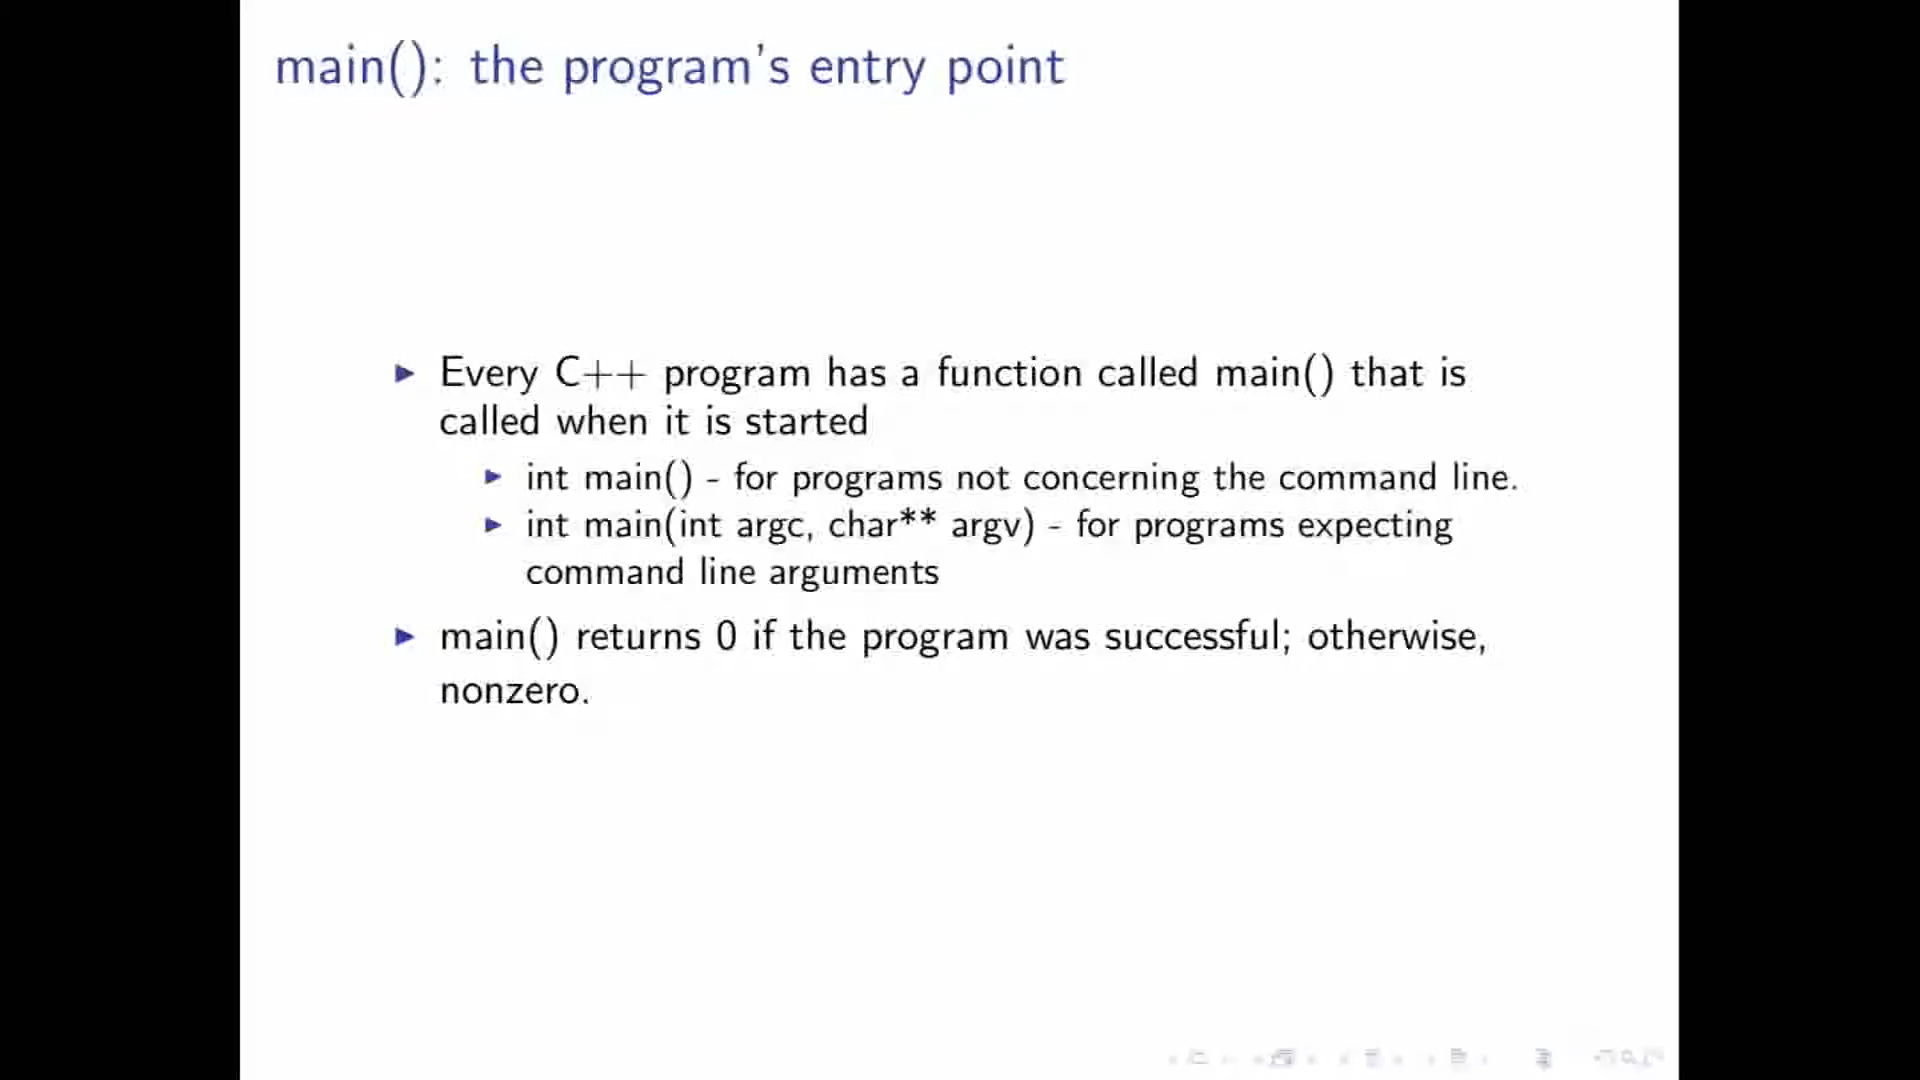 main(): the program's entry point
Every C++ program has a function called main() that is
called when it is started
int main() - for programs not concerning the command line.
int main(int argc, char** argv) - for programs expecting
command line arguments
main() returns 0 if the program was successful; otherwise,
nonzero.